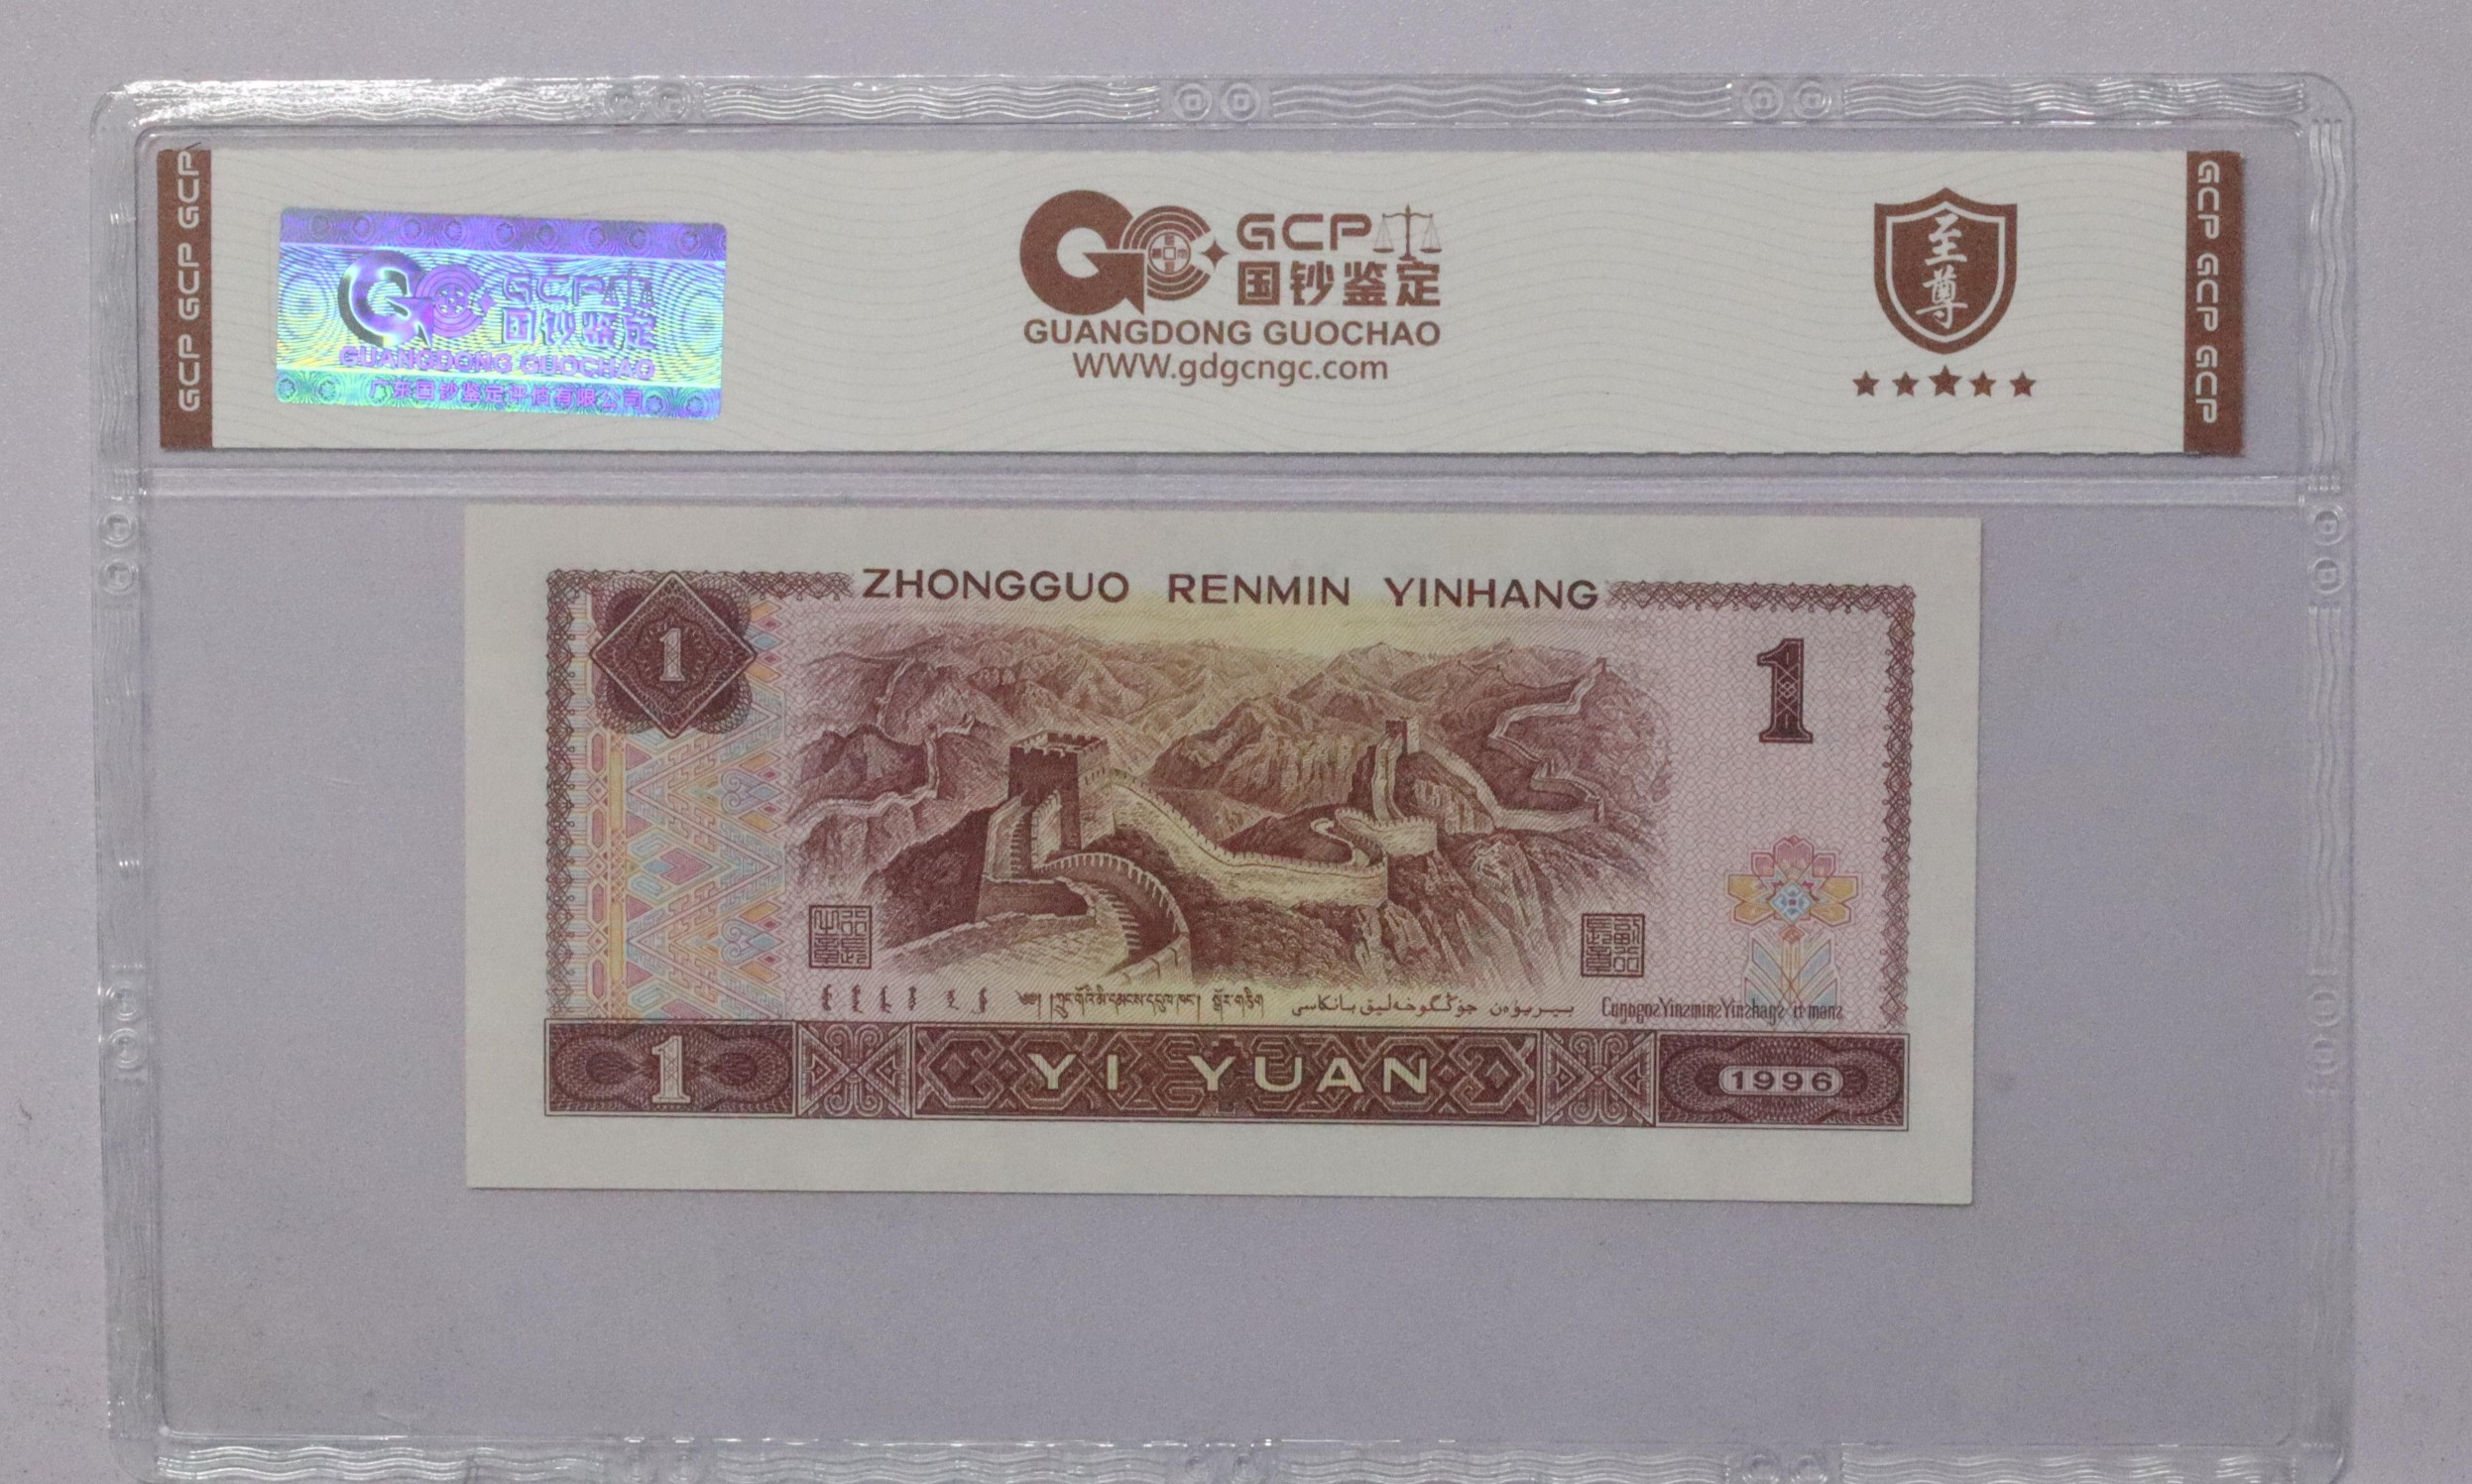 GCP GCP GCP
GCP
国钞鉴定
GUANGDONG GUOCHAO
广东国钞鉴定评估有限公司
GCP
国钞鉴定
GUANGDONG GUOCHAO
WWW.gdgcngc.com
至尊
GCP GCP GCP
ZHONGGUO RENMIN YINHANG
1
1
1
YI YUAN
1996